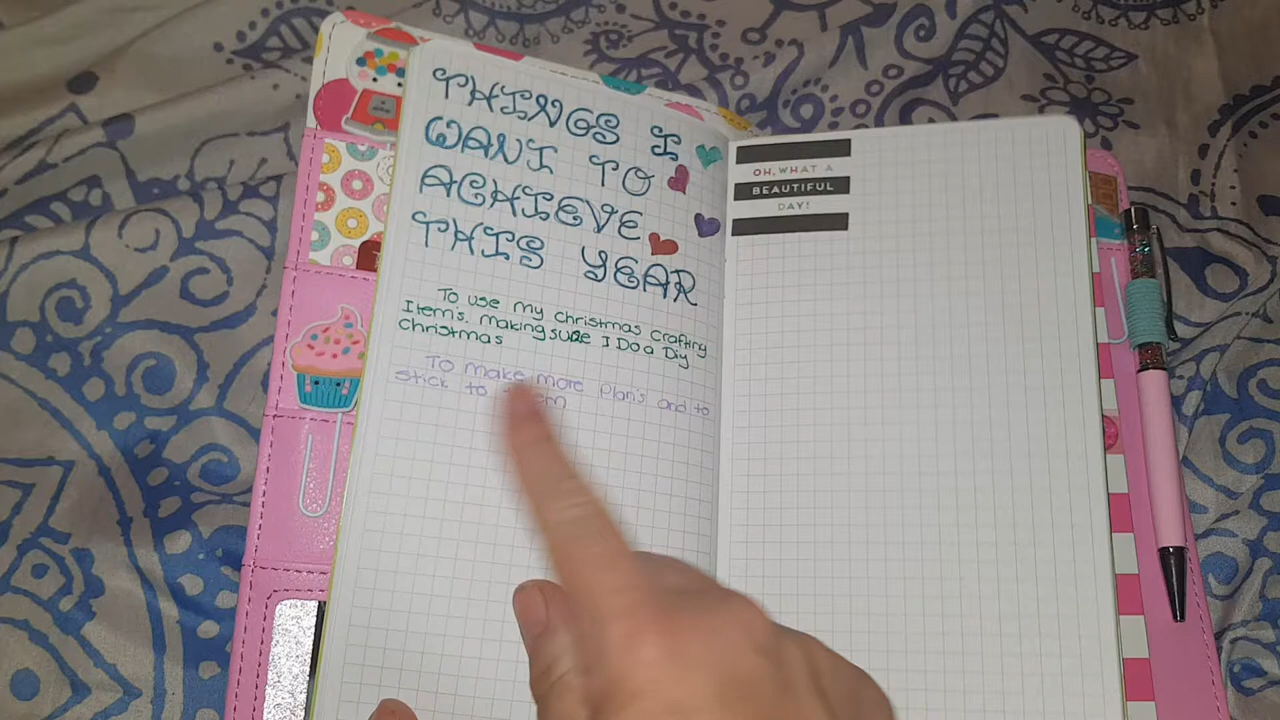 THINGS I
WANT TO
ACHIEVE
THIS YEAR
To use my christmas crafting
Item's, making suRe I Do a Diy
christmas
To make more Plan's and to
stick to
OH, WHAT A
BEAUTIFUL
DAY!